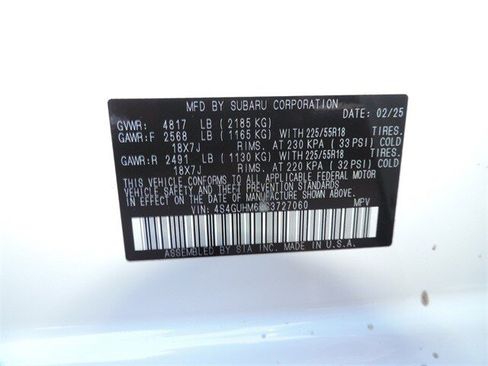 MFD BY SUBARU CORPORATION DATE: 02/25
GVWR: 4817 LB (2185 KG)
GAWR:F 2568 LB (1165 KG) WITH 225/55R18 TIRES.
18X7J RIMS. AT 230 KPA (33 PSI) COLD
GAWR:R 2491 LB (1130 KG) WITH 225/55R18 TIRES.
18X7J RIMS. AT 220 KPA (32 PSI) COLD
THIS VEHICLE CONFORMS TO ALL APPLICABLE FEDERAL MOTOR
VEHICLE SAFETY, BUMPER, AND THEFT PREVENTION
STANDARDS IN EFFECT ON THE DATE OF
MANUFACTURE SHOWN ABOVE.
VIN: MPV
ASSEMBLED BY SIA INC. MADE IN U.S.A.